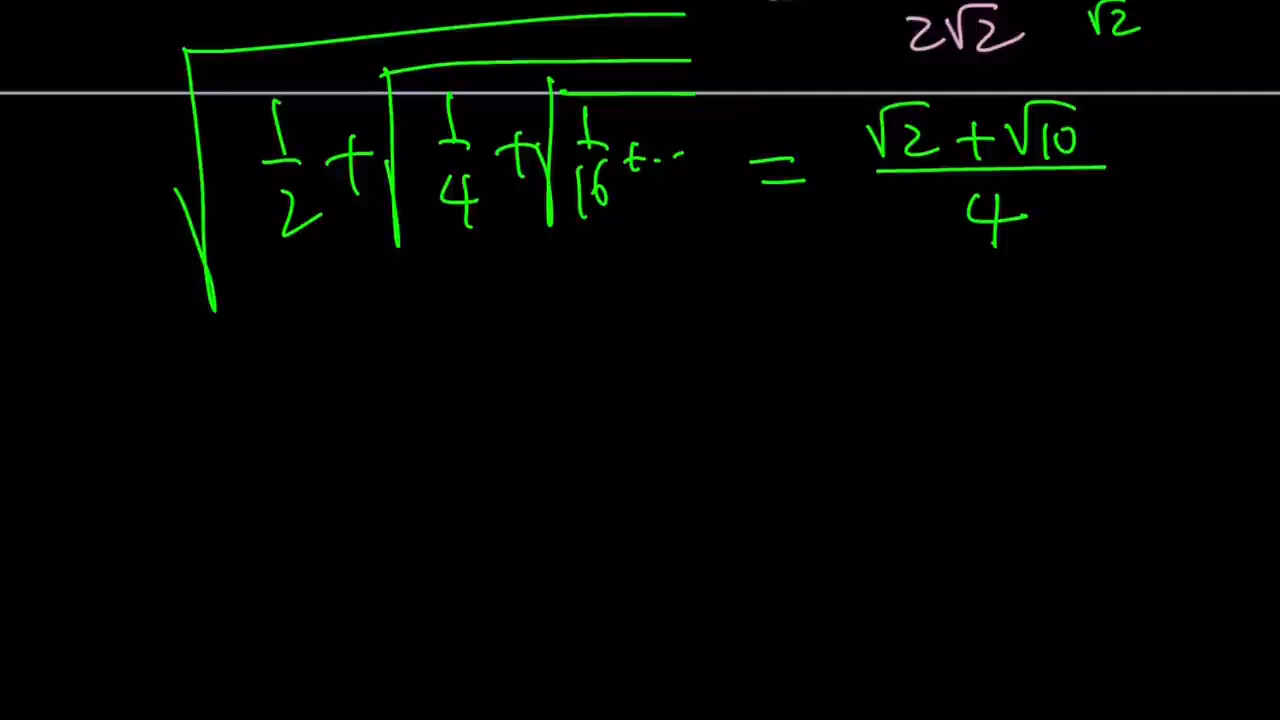 2√2 √2
√(1/2 + √(1/4 + √(1/16 + ... = (√2 + √10)/4